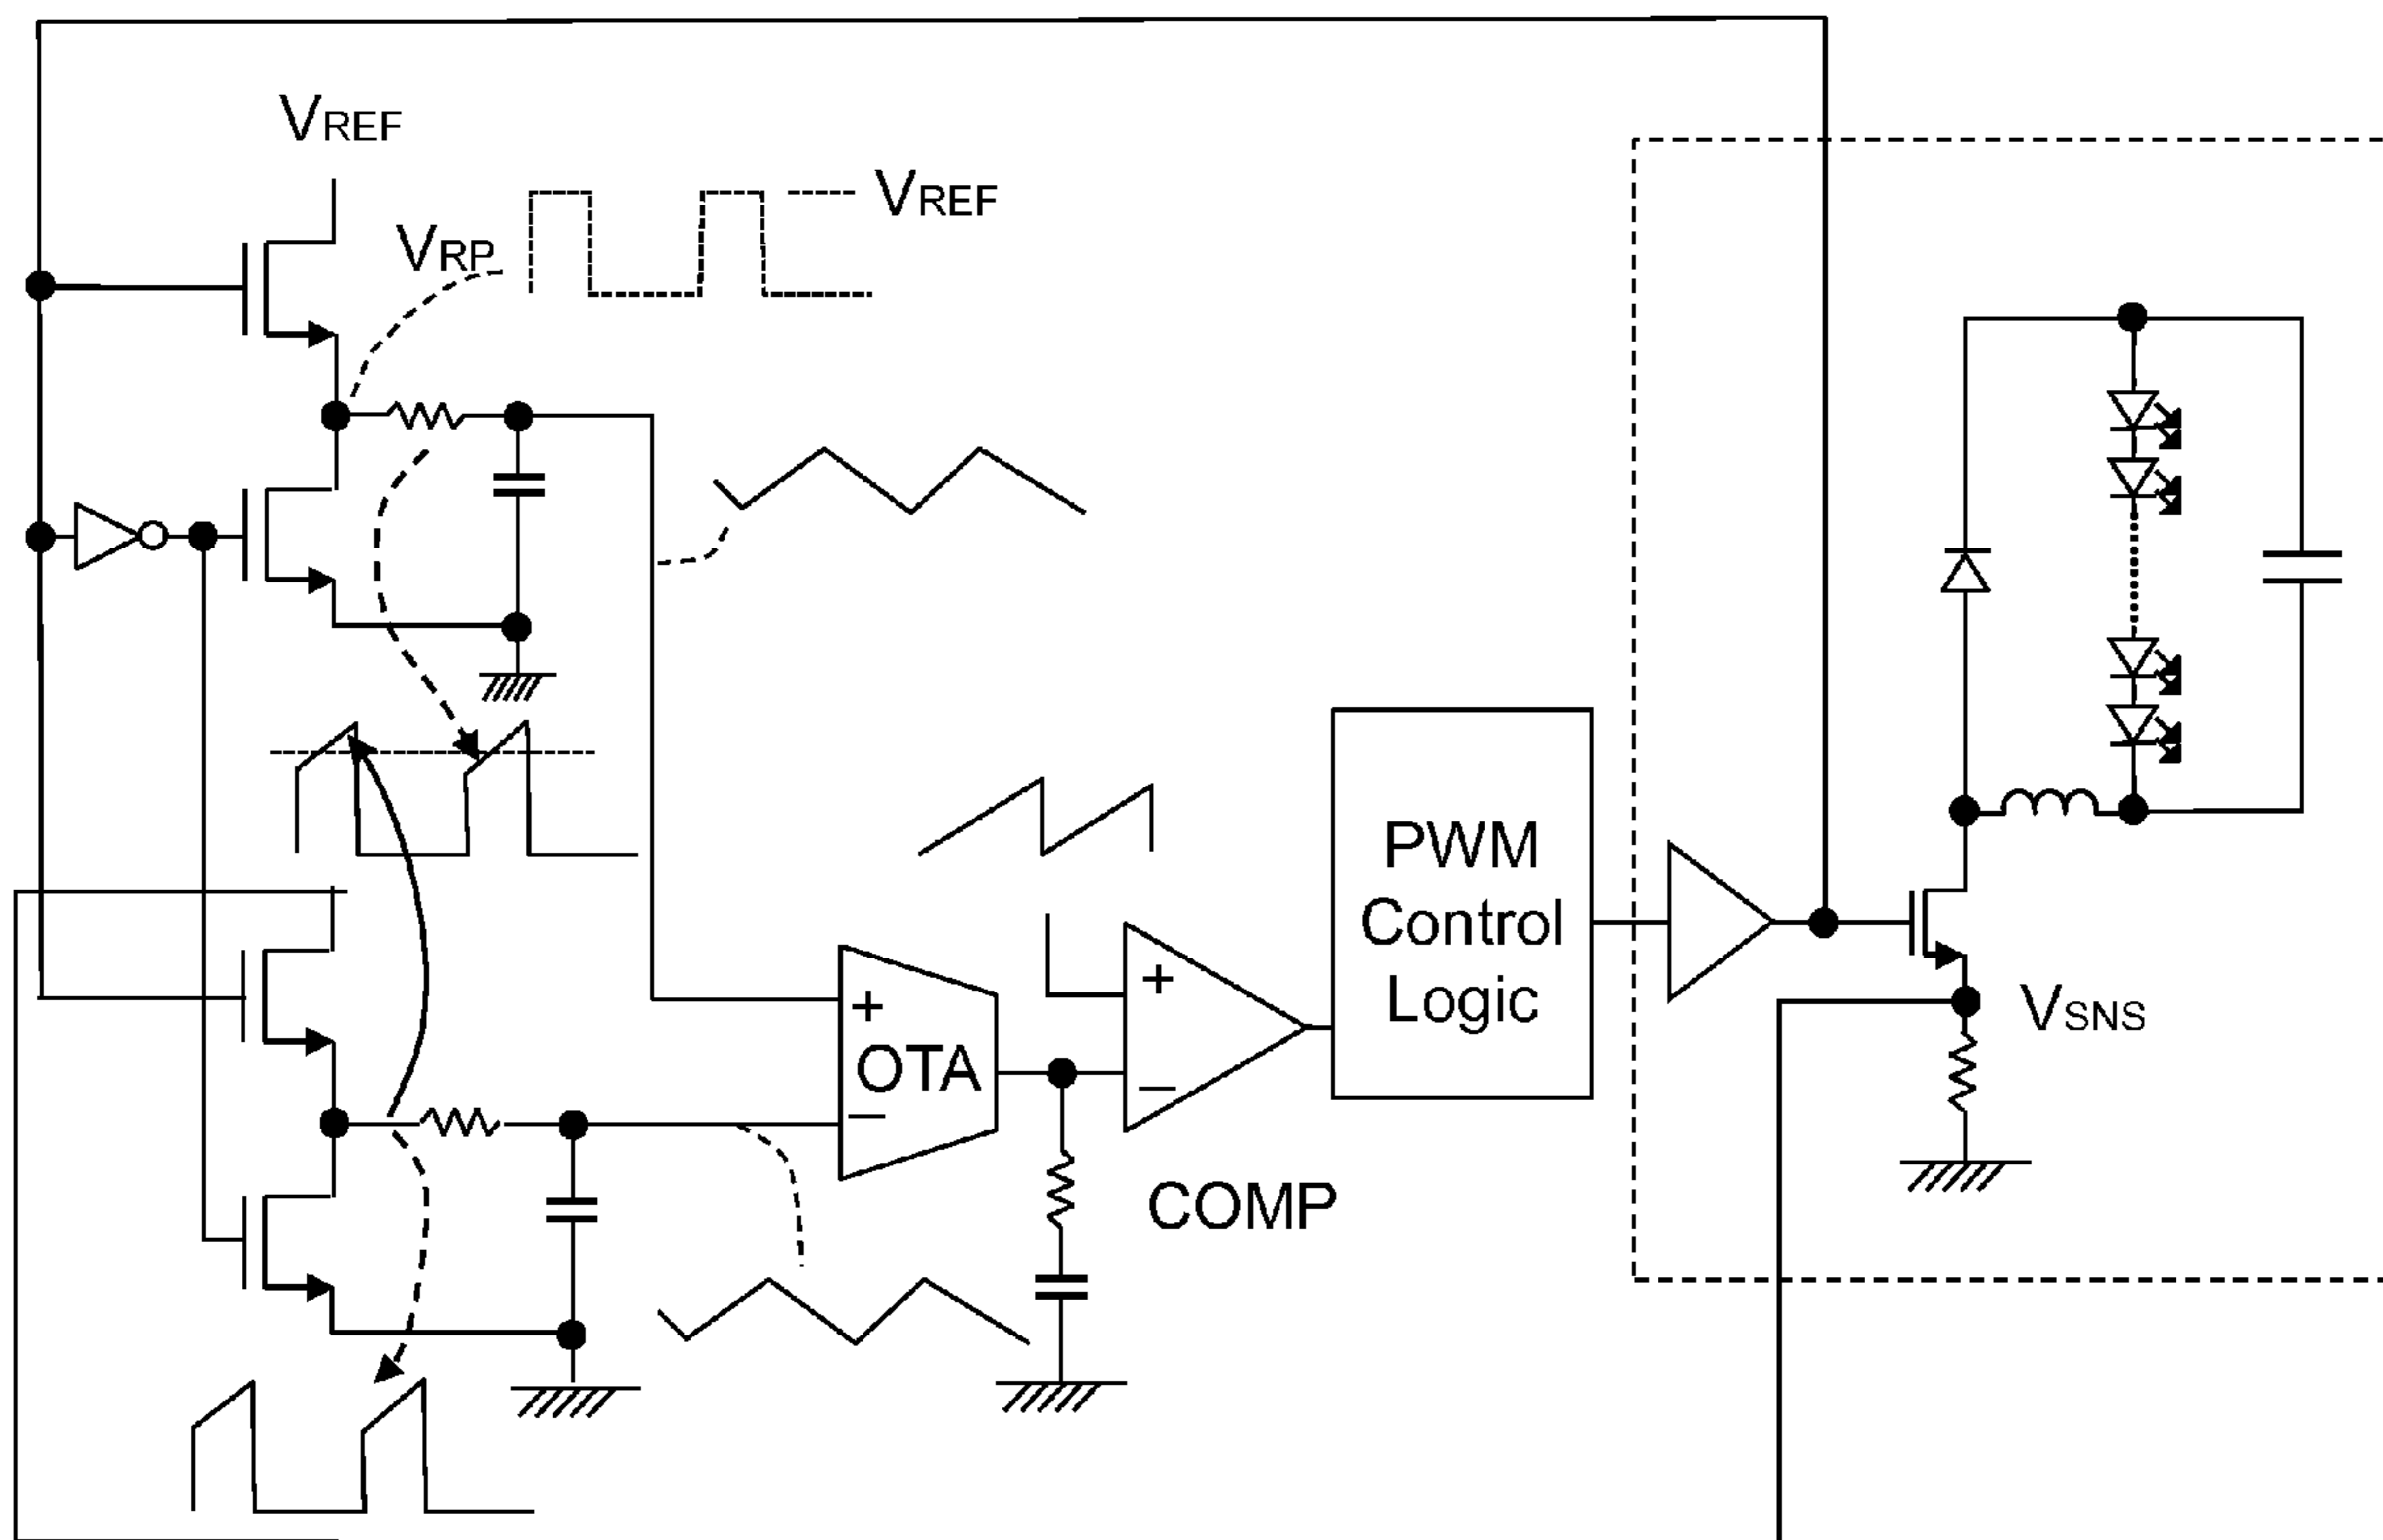 VREF
VREF
VRP
PWM
Control
Logic
+
+
OTA
VSNS
−
−
COMP